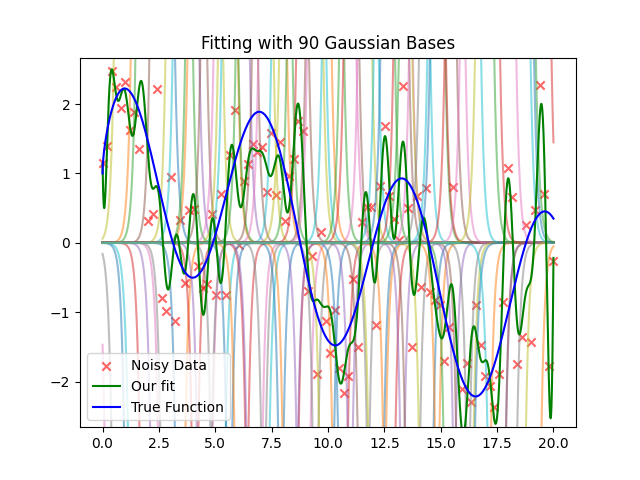 Fitting with 90 Gaussian Bases
2
1
0
−1
−2
Noisy Data
Our fit
True Function
0.0 2.5 5.0 7.5 10.0 12.5 15.0 17.5 20.0